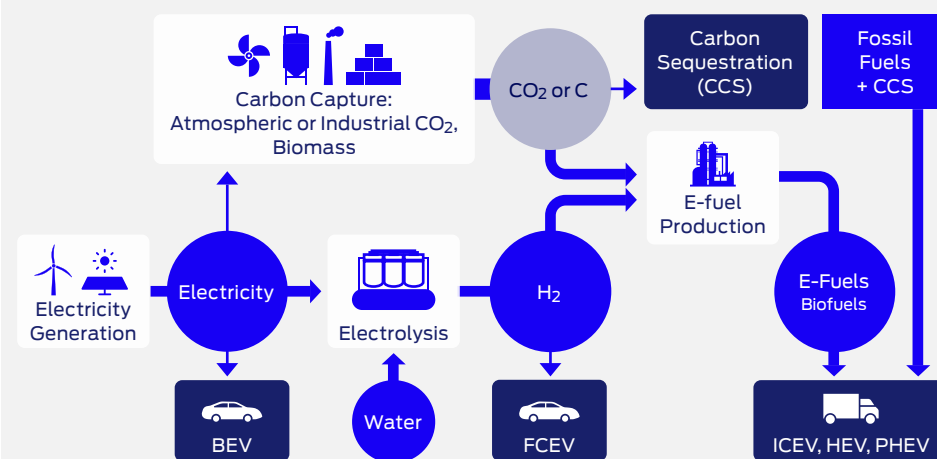 Carbon Capture:
Atmospheric or Industrial CO₂,
Biomass
CO₂ or C
Carbon
Sequestration
(CCS)
Fossil
Fuels
+ CCS
E-fuel
Production
Electricity
Generation
Electricity
Electrolysis
H₂
E-Fuels
Biofuels
BEV
Water
FCEV
ICEV, HEV, PHEV